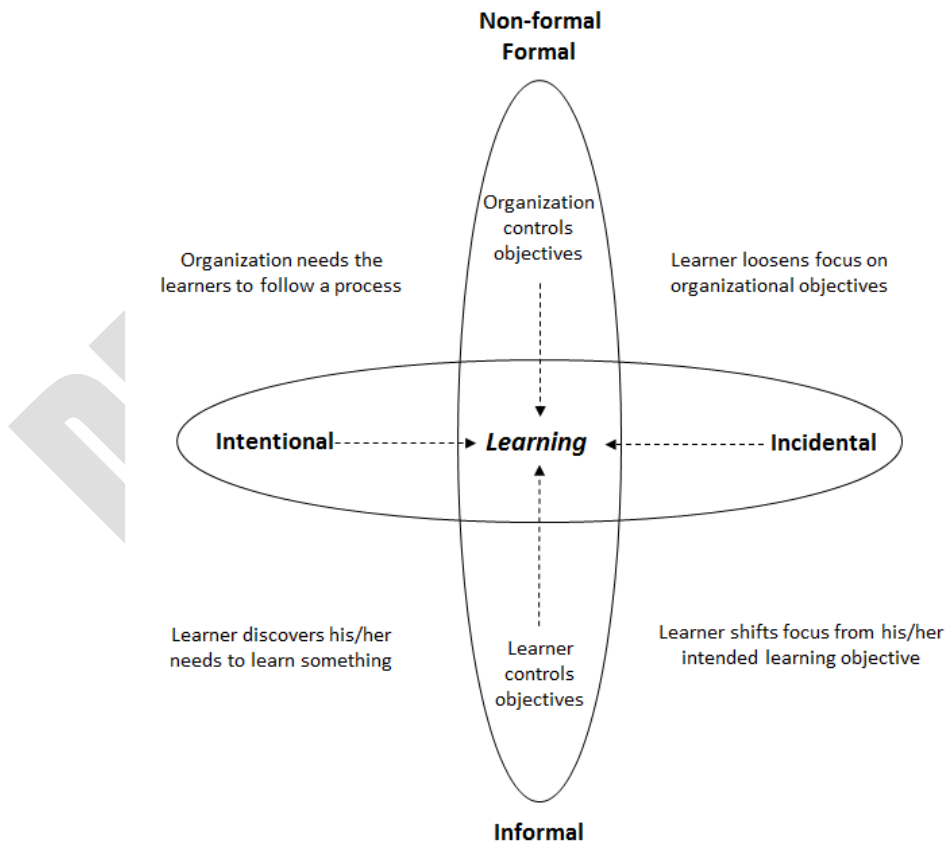 Non-formal
Formal
Organization
controls
objectives
Organization needs the
learners to follow a process
Learner loosens focus on
organizational objectives
Intentional
Learning
Incidental
Learner discovers his/her
needs to learn something
Learner
controls
objectives
Learner shifts focus from his/her
intended learning objective
Informal